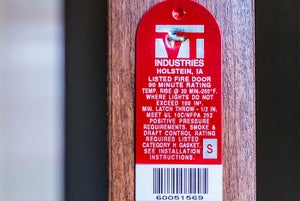 VT
INDUSTRIES
HOLSTEIN, IA
LISTED FIRE DOOR
90 MINUTE RATING
TEMP. RISE @ 30 MIN.-250°F.
WHERE LIGHTS DO NOT
EXCEED 100 IN².
MIN. LATCH THROW - 1/2 IN.
MEET UL 10C/NFPA 252
POSITIVE PRESSURE
REQUIREMENTS. SMOKE &
DRAFT CONTROL RATING
REQUIRES LISTED
CATEGORY H GASKET.
SEE INSTALLATION
INSTRUCTIONS.
S
60051569